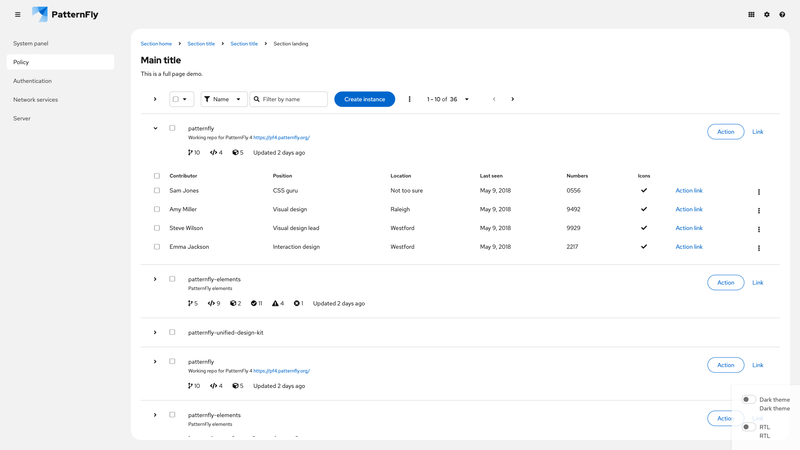 PatternFly
System panel
Policy
Authentication
Network services
Server
Section home Section title Section title Section landing
Main title
This is a full page demo.
Name Filter by name Create instance 1 - 10 of 36
patternfly
Working repo for PatternFly 4 https://pf4.patternfly.org/
10 4 5 Updated 2 days ago
Action Link
Contributor Position Location Last seen Numbers Icons
Sam Jones CSS guru Not too sure May 9, 2018 0556 Action link
Amy Miller Visual design Raleigh May 9, 2018 9492 Action link
Steve Wilson Visual design lead Westford May 9, 2018 9929 Action link
Emma Jackson Interaction design Westford May 9, 2018 2217 Action link
patternfly-elements
PatternFly elements
5 9 2 11 4 1 Updated 2 days ago
Action Link
patternfly-unified-design-kit
patternfly
Working repo for PatternFly 4 https://pf4.patternfly.org/
10 4 5 Updated 2 days ago
Action Link
patternfly-elements
PatternFly elements
Action Link
Dark theme
Dark theme
RTL
RTL